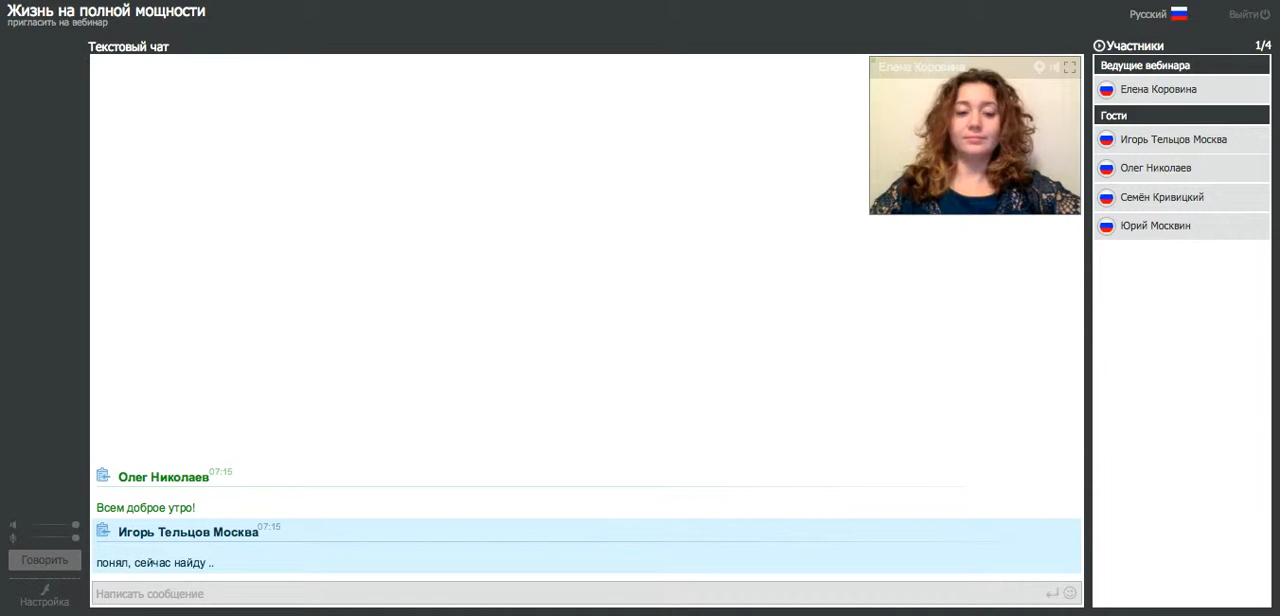 Жизнь на полной мощности
пригласить на вебинар
Русский
Выйти
Текстовый чат
Участники 1/4
Елена Коровина
Ведущие вебинара
Елена Коровина
Гости
Игорь Тельцов Москва
Олег Николаев
Семён Кривицкий
Юрий Москвин
Олег Николаев 07:15
Всем доброе утро!
Игорь Тельцов Москва 07:15
понял, сейчас найду ..
Написать сообщение
Говорить
Настройка